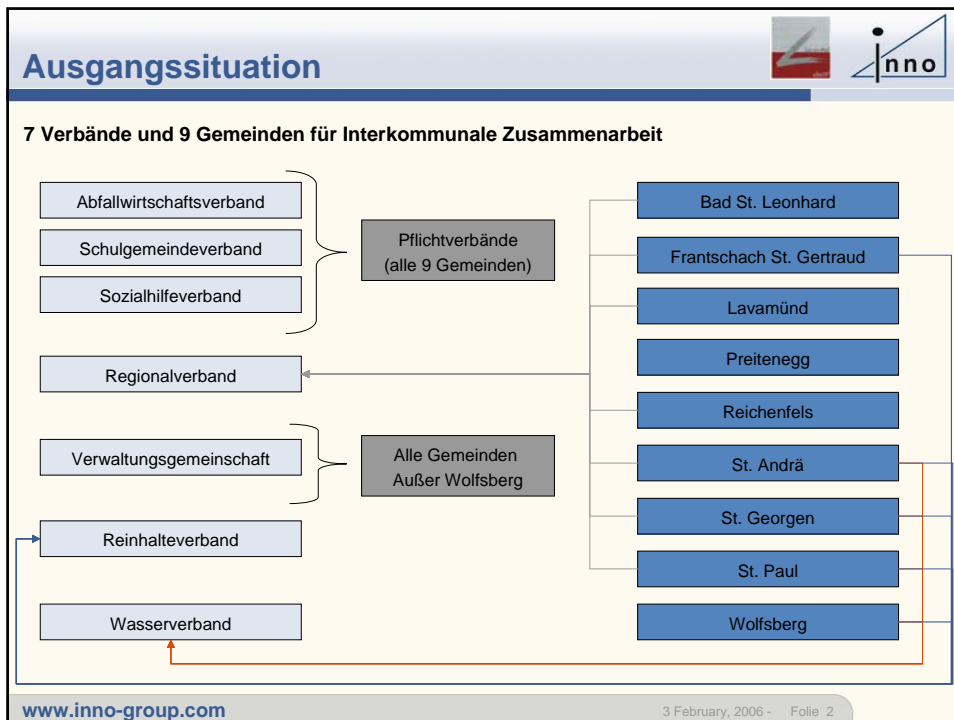 Ausgangssituation
inno
7 Verbände und 9 Gemeinden für Interkommunale Zusammenarbeit
Abfallwirtschaftsverband
Schulgemeindeverband
Sozialhilfeverband
Regionalverband
Verwaltungsgemeinschaft
Reinhalteverband
Wasserverband
Pflichtverbände
(alle 9 Gemeinden)
Alle Gemeinden
Außer Wolfsberg
Bad St. Leonhard
Frantschach St. Gertraud
Lavamünd
Preitenegg
Reichenfels
St. Andrä
St. Georgen
St. Paul
Wolfsberg
www.inno-group.com
3 February, 2006 - Folie 2